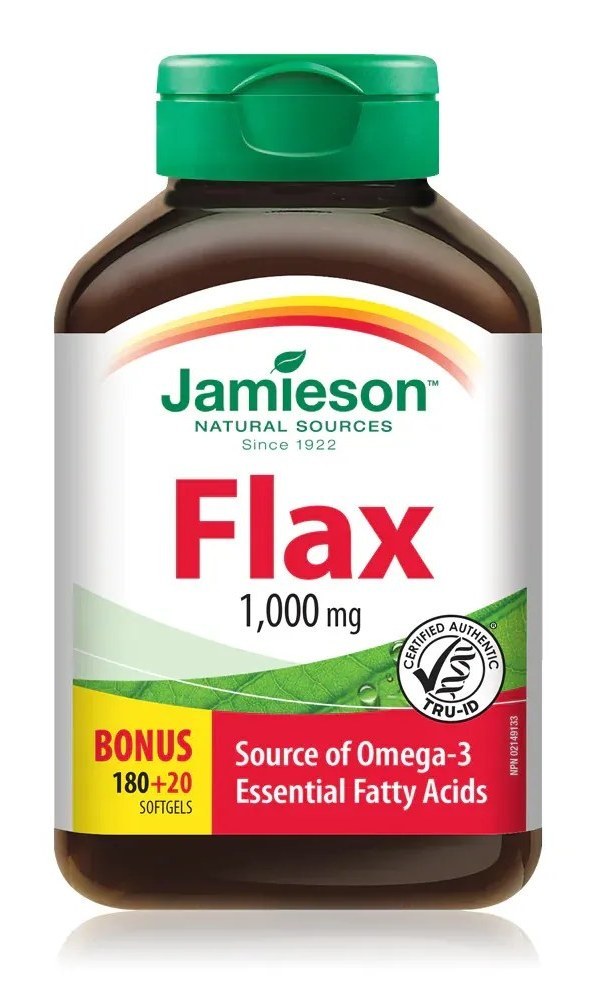 Jamieson™
NATURAL SOURCES
Since 1922
Flax
1,000 mg
CERTIFIED AUTHENTIC®
TRU-ID
BONUS
180+20
SOFTGELS
Source of Omega-3
Essential Fatty Acids
NPN 02149133